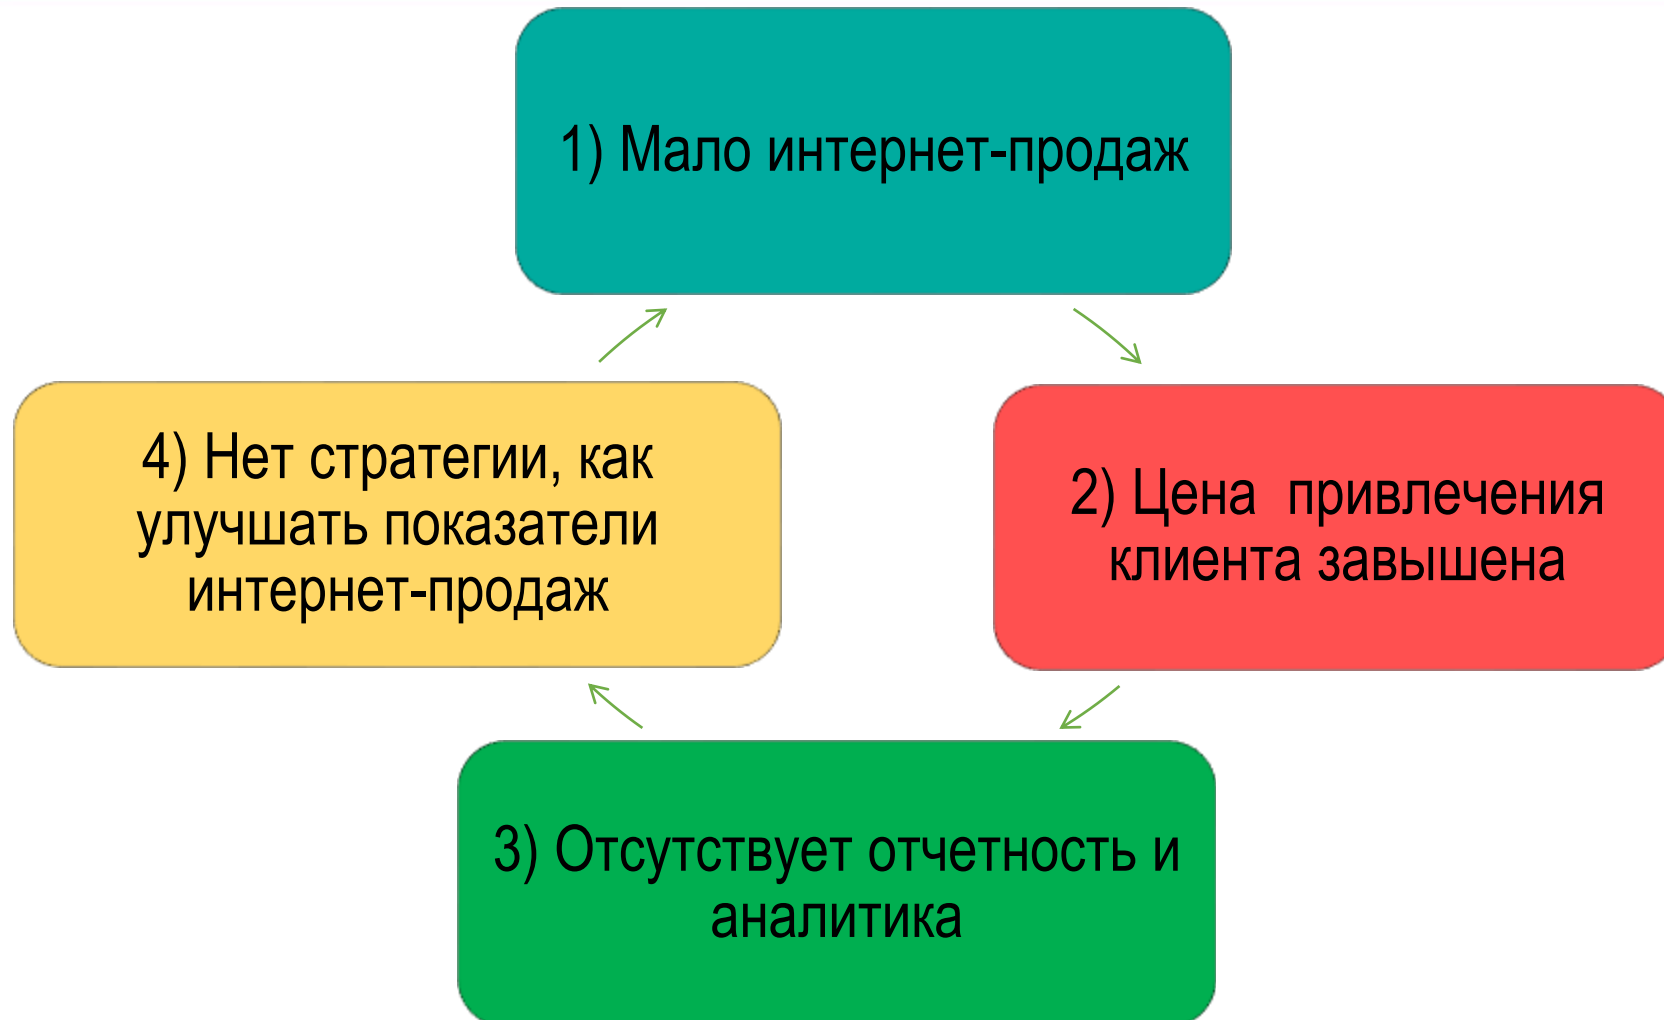 1) Мало интернет-продаж
2) Цена  привлечения
клиента завышена
3) Отсутствует отчетность и
аналитика
4) Нет стратегии, как
улучшать показатели
интернет-продаж